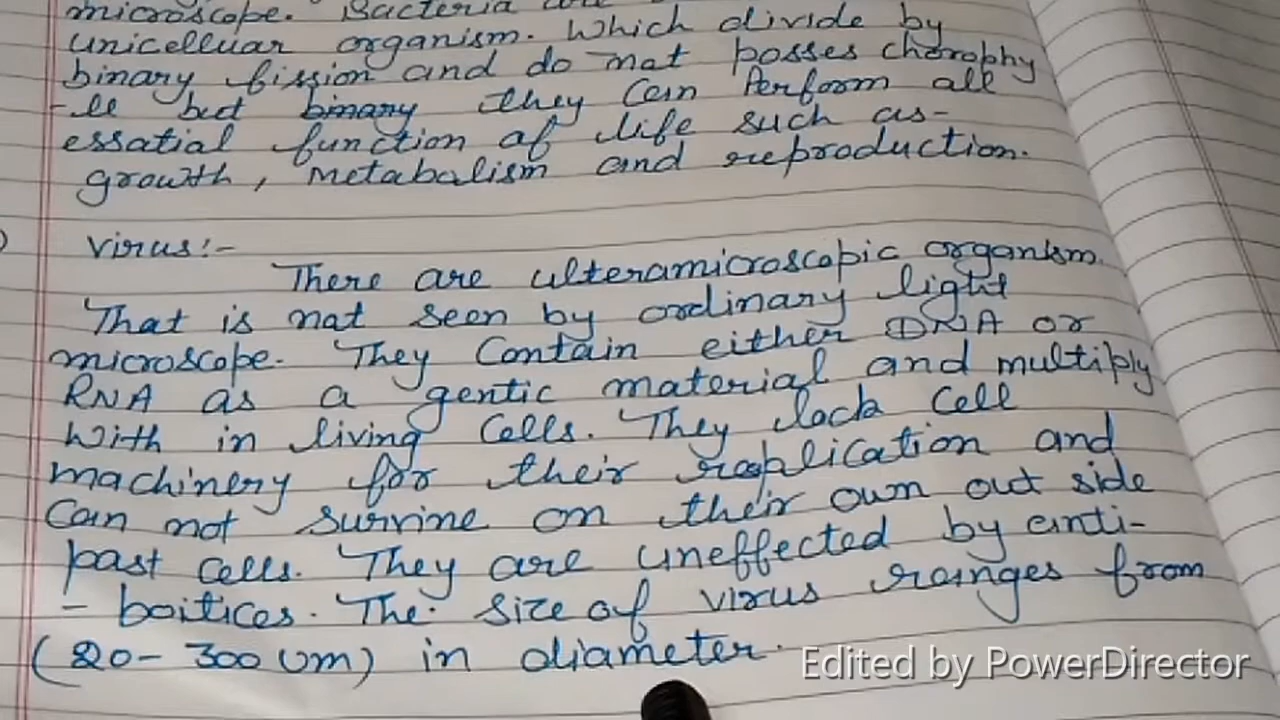 microscope. Bacteria are
unicelluar organism. Which divide by
binary fission and do not posses chorophy
-ll but binary they can Perform all
essatial function of life such as-
growth, Metabalism and reproduction.
Virus:-
There are ulteramicroscopic organism.
That is not seen by ordinary light
microscope. They Contain either DNA or
RNA as a gentic material and multiply
With in living Cells. They lack Cell
machinery for their replication and
Can not survine on their own out side
past Cells. They are uneffected by anti-
- boitices. The size of virus ranges from
(20- 300 um) in diameter.
Edited by PowerDirector